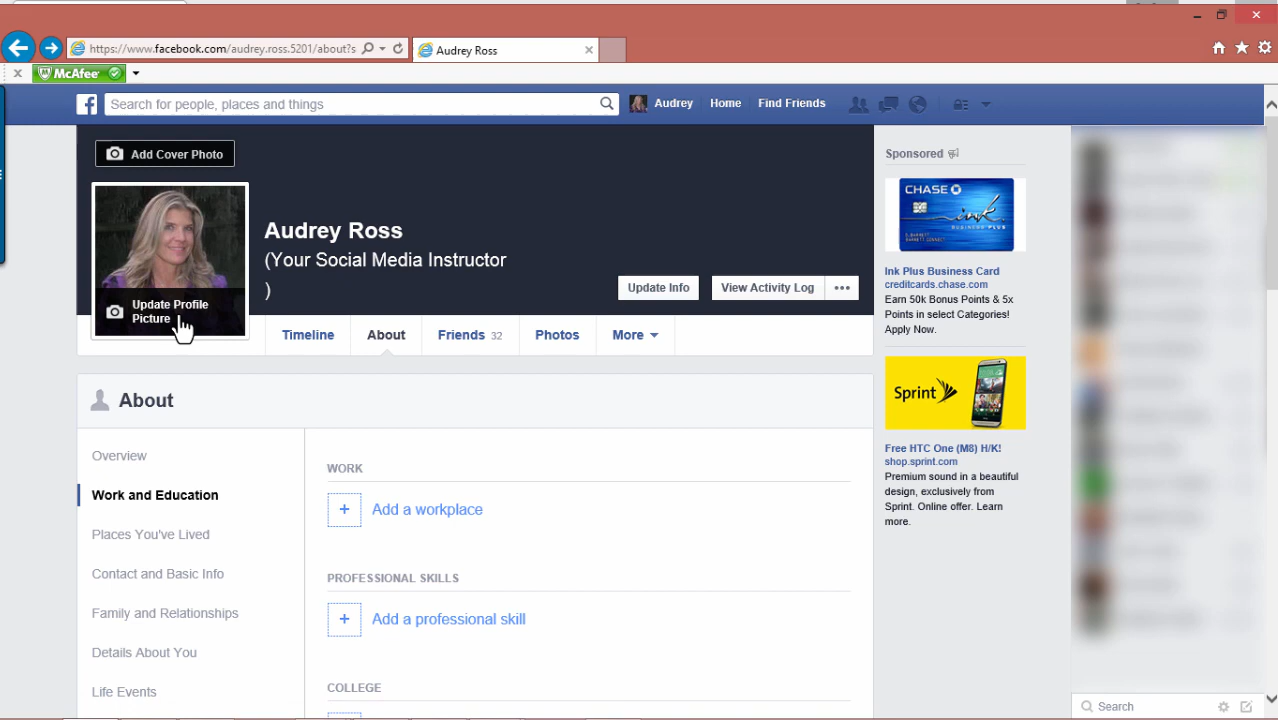 https://www.facebook.com/audrey.ross.5201/about?s
Audrey Ross
McAfee
Search for people, places and things
Audrey
Home
Find Friends
Add Cover Photo
Update Profile
Picture
Audrey Ross
(Your Social Media Instructor
)
Update Info
View Activity Log
Timeline
About
Friends 32
Photos
More
About
Overview
Work and Education
Places You've Lived
Contact and Basic Info
Family and Relationships
Details About You
Life Events
WORK
+ Add a workplace
PROFESSIONAL SKILLS
+ Add a professional skill
COLLEGE
Sponsored
CHASE
ink
BUSINESS PLUS
Ink Plus Business Card
creditcards.chase.com
Earn 50k Bonus Points & 5x
Points in select Categories!
Apply Now.
Sprint
Free HTC One (M8) H/K!
shop.sprint.com
Premium sound in a beautiful
design, exclusively from
Sprint. Online offer. Learn
more.
Search